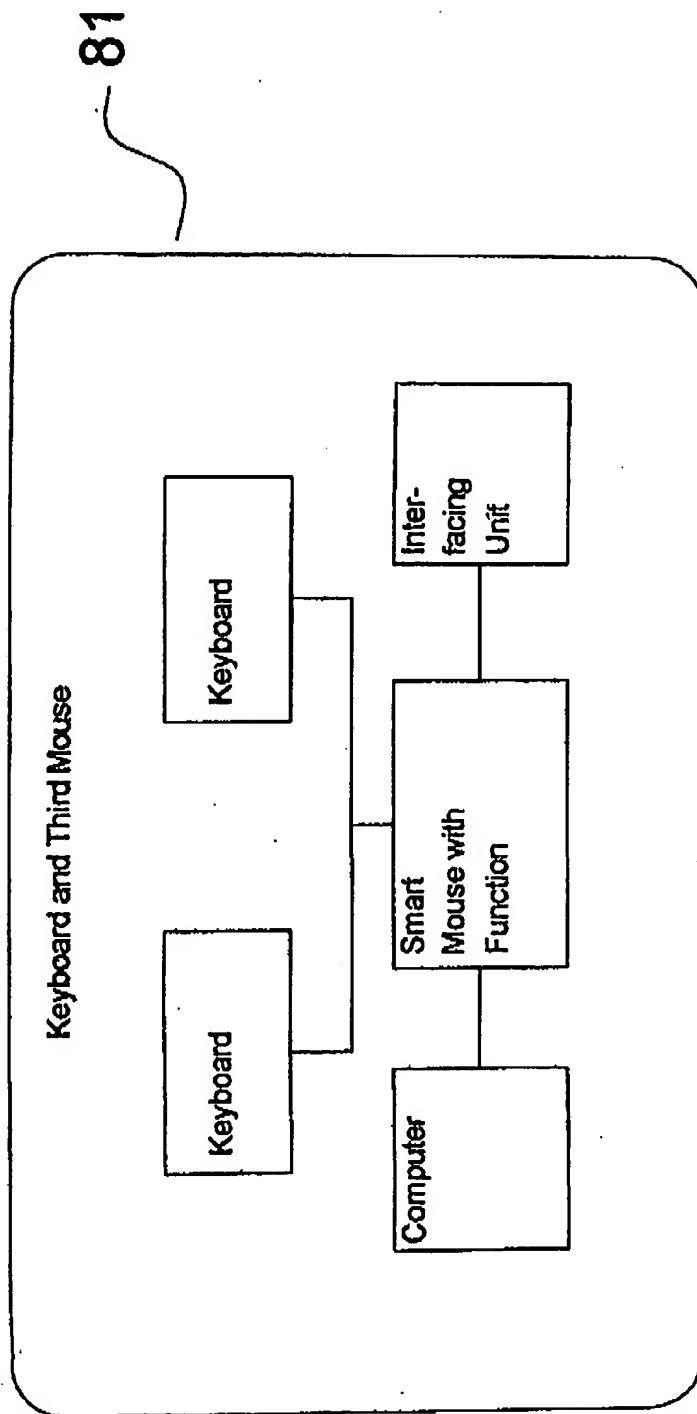 81
Keyboard and Third Mouse
Keyboard
Keyboard
Computer
Smart
Mouse with
Function
Inter-
facing
Unit